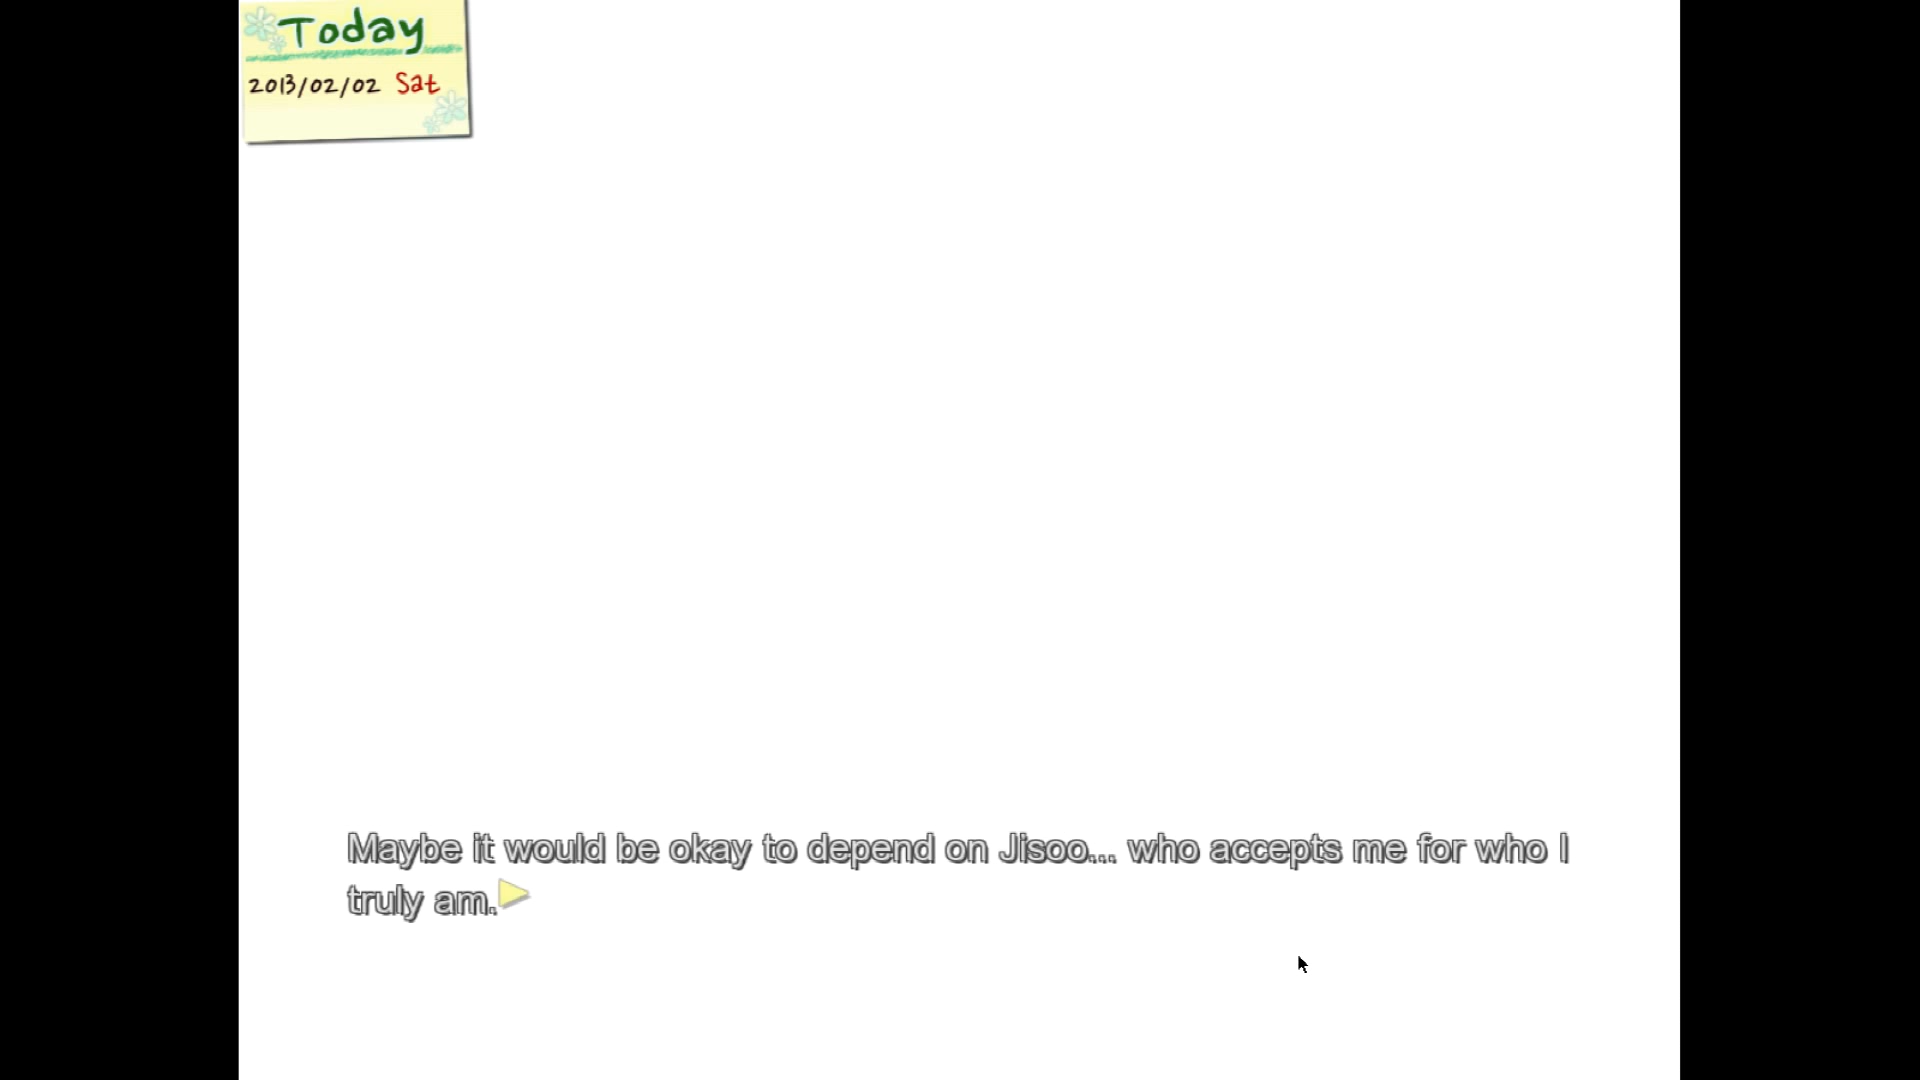 Today
2013/02/02 Sat
Maybe it would be okay to depend on Jisoo... who accepts me for who I
truly am.